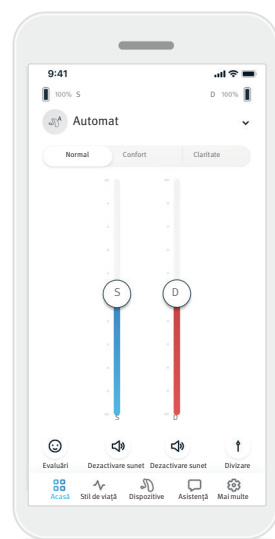 9:41
100% S D 100%
Automat
Normal Confort Claritate
S D
S D
Evaluări Dezactivare sunet Dezactivare sunet Divizare
Acasă Stil de viață Dispozitive Asistență Mai multe